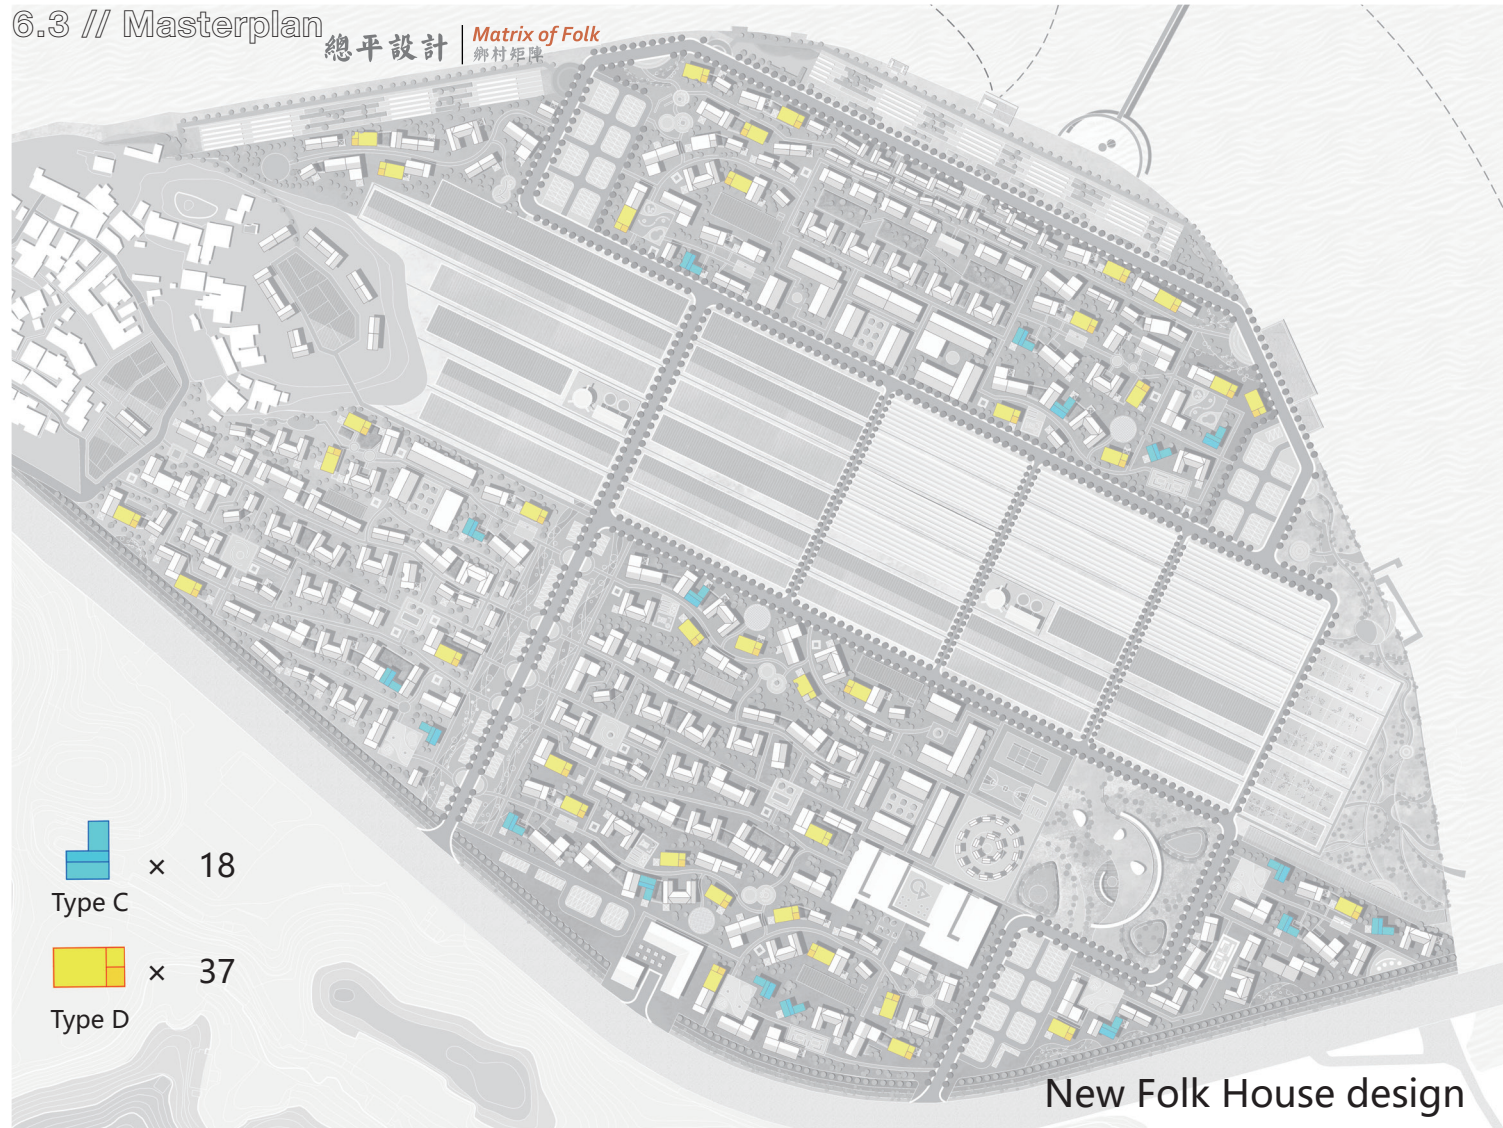 6.3 // Masterplan
總平設計
Matrix of Folk
鄉村矩陣
× 18
Type C
× 37
Type D
New Folk House design